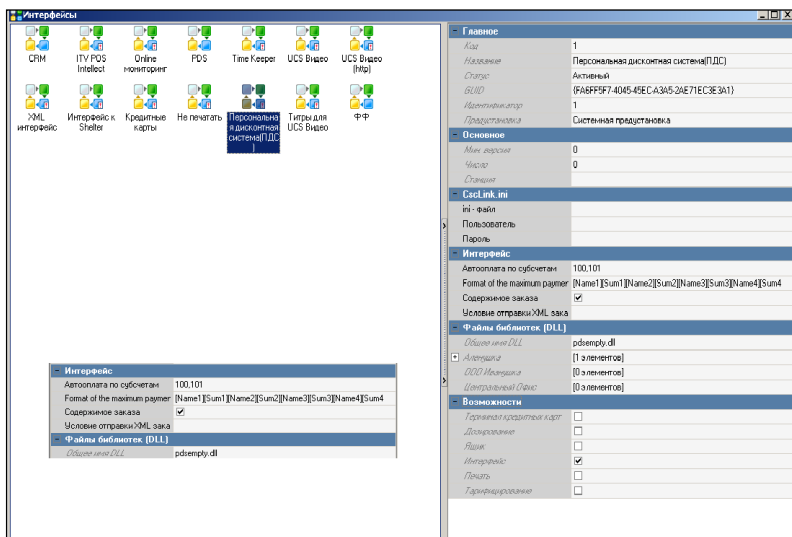 Интерфейсы
CRM
ITV POS Intellect
Online мониторинг
PDS
Time Keeper
UCS Видео
UCS Видео (http)
XML интерфейс
Интерфейс к Shelter
Кредитные карты
Не печатать
Персональная дисконтная система(ПДС)
Титры для UCS Видео
ФФ
Главное
Код 1
Название Персональная дисконтная система(ПДС)
Статус Активный
GUID {FA6FF5F7-4045-45EC-A3A5-2AE71EC3E3A1}
Идентификатор 1
Предустановка Системная предустановка
Основное
Мин. версия 0
Число 0
Станция
CscLink.ini
ini - файл
Пользователь
Пароль
Интерфейс
Автооплата по субсчетам 100,101
Format of the maximum paymer [Name1][Sum1][Name2][Sum2][Name3][Sum3][Name4][Sum4
Содержимое заказа
Условие отправки XML зака
Файлы библиотек (DLL)
Общее имя DLL pdsempty.dll
Аленушка [1 элементов]
ООО Иванушка [0 элементов]
Центральный Офис [0 элементов]
Возможности
Терминал кредитных карт
Дозирование
Ящик
Интерфейс
Печать
Тарифицирование
Интерфейс
Автооплата по субсчетам 100,101
Format of the maximum paymer [Name1][Sum1][Name2][Sum2][Name3][Sum3][Name4][Sum4
Содержимое заказа
Условие отправки XML зака
Файлы библиотек (DLL)
Общее имя DLL pdsempty.dll